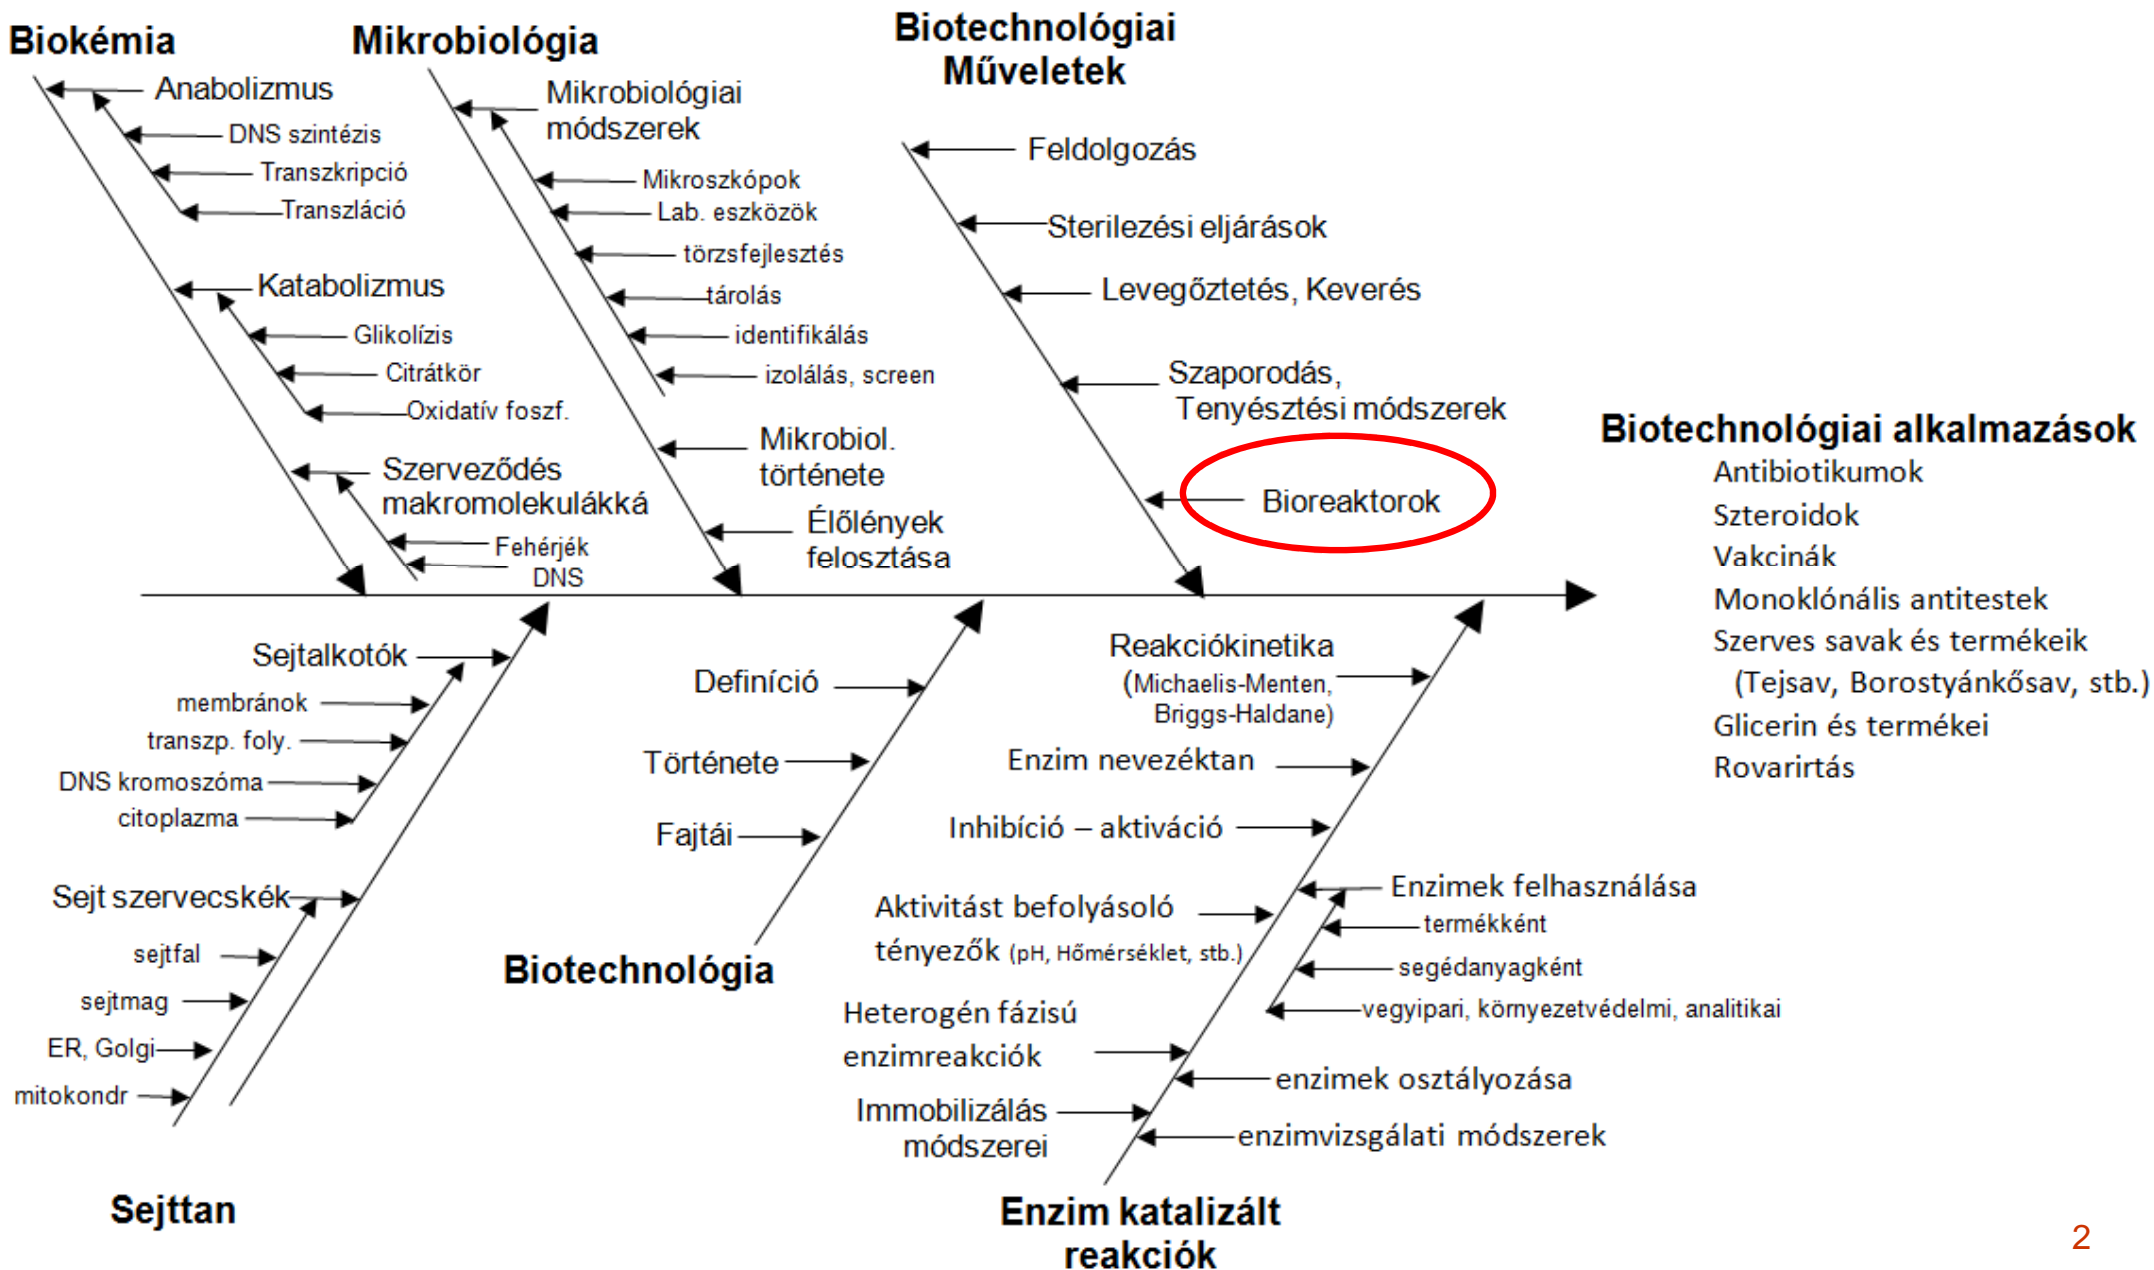 Biokémia
Anabolizmus
DNS szintézis
Transzkripció
Transzláció
Katabolizmus
Glikolízis
Citrátkör
Oxidatív foszf.
Szerveződés
makromolekulákká
Fehérjék
DNS
Mikrobiológia
Mikrobiológiai
módszerek
Mikroszkópok
Lab. eszközök
törzsfejlesztés
tárolás
identifikálás
izolálás, screen
Mikrobiol.
története
Élőlények
felosztása
Biotechnológiai
Műveletek
Feldolgozás
Sterilezési eljárások
Levegőztetés, Keverés
Szaporodás,
Tenyésztési módszerek
Bioreaktorok
Biotechnológiai alkalmazások
Antibiotikumok
Szteroidok
Vakcinák
Monoklónális antitestek
Szerves savak és termékeik
(Tejsav, Borostyánkősav, stb.)
Glicerin és termékei
Rovarirtás
Sejtalkotók
membránok
transzp. foly.
DNS kromoszóma
citoplazma
Sejt szervecskék
sejtfal
sejtmag
ER, Golgi
mitokondr
Sejttan
Definíció
Története
Fajtái
Biotechnológia
Reakciókinetika
(Michaelis-Menten,
Briggs-Haldane)
Enzim nevezéktan
Inhibíció – aktiváció
Aktivitást befolyásoló
tényezők (pH, Hőmérséklet, stb.)
Heterogén fázisú
enzimreakciók
Immobilizálás
módszerei
Enzimek felhasználása
termékként
segédanyagként
vegyipari, környezetvédelmi, analitikai
enzimek osztályozása
enzimvizsgálati módszerek
Enzim katalizált
reakciók
2